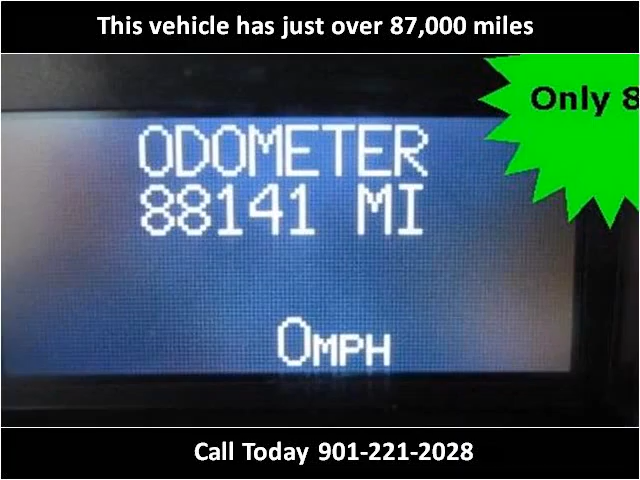 This vehicle has just over 87,000 miles
Only 8
ODOMETER
88141 MI
0MPH
Call Today 901-221-2028